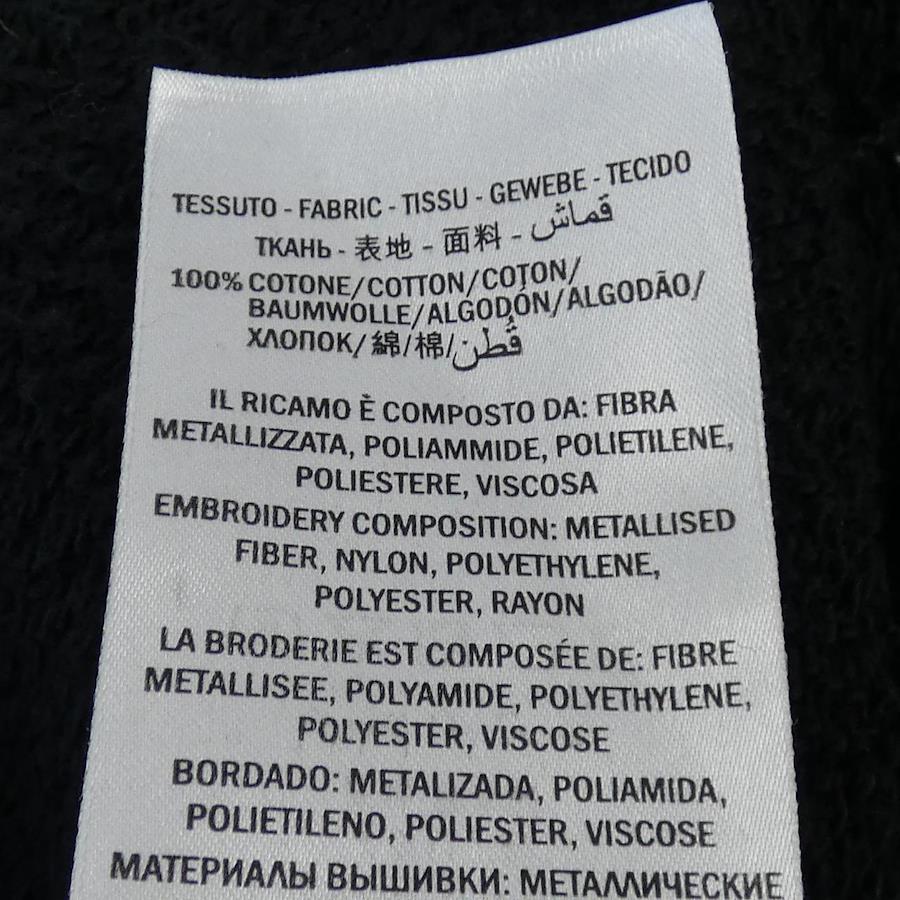 TESSUTO - FABRIC - TISSU - GEWEBE - TECIDO
ТКАНЬ - 表地 - 面料 - قماش
100% COTONE/COTTON/COTON/
BAUMWOLLE/ALGODÓN/ALGODÃO/
ХЛОПОК/綿/棉/قُطن
IL RICAMO È COMPOSTO DA: FIBRA
METALLIZZATA, POLIAMMIDE, POLIETILENE,
POLIESTERE, VISCOSA
EMBROIDERY COMPOSITION: METALLISED
FIBER, NYLON, POLYETHYLENE,
POLYESTER, RAYON
LA BRODERIE EST COMPOSÉE DE: FIBRE
METALLISEE, POLYAMIDE, POLYETHYLENE,
POLYESTER, VISCOSE
BORDADO: METALIZADA, POLIAMIDA,
POLIETILENO, POLIESTER, VISCOSE
МАТЕРИАЛЫ ВЫШИВКИ: МЕТАЛЛИЧЕСКИЕ